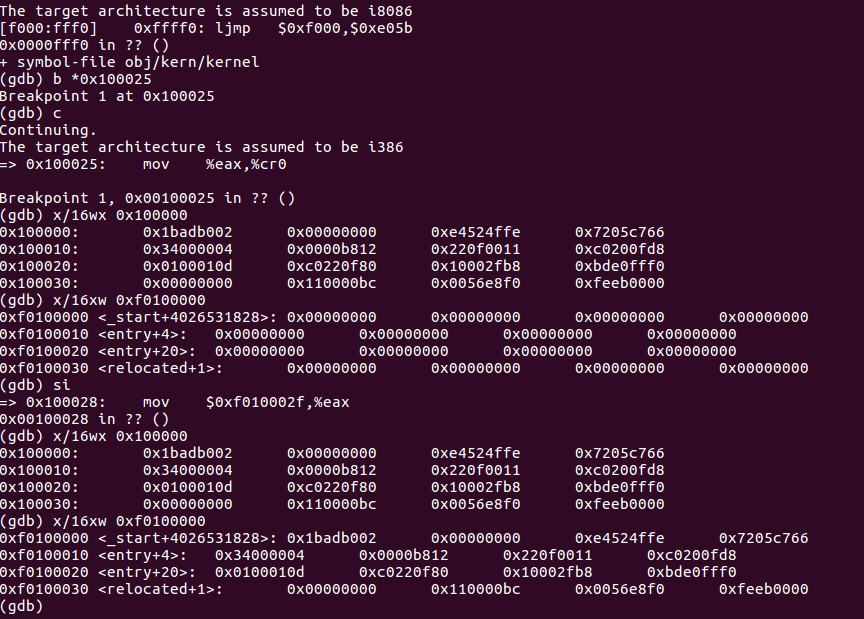 The target architecture is assumed to be i8086
[f000:fff0]    0xffff0: ljmp   $0xf000,$0xe05b
0x0000fff0 in ?? ()
+ symbol-file obj/kern/kernel
(gdb) b *0x100025
Breakpoint 1 at 0x100025
(gdb) c
Continuing.
The target architecture is assumed to be i386
=> 0x100025:    mov    %eax,%cr0

Breakpoint 1, 0x00100025 in ?? ()
(gdb) x/16wx 0x100000
0x100000:       0x1badb002      0x00000000      0xe4524ffe      0x7205c766
0x100010:       0x34000004      0x0000b812      0x220f0011      0xc0200fd8
0x100020:       0x0100010d      0xc0220f80      0x10002fb8      0xbde0fff0
0x100030:       0x00000000      0x110000bc      0x0056e8f0      0xfeeb0000
(gdb) x/16xw 0xf0100000
0xf0100000 <_start+4026531828>: 0x00000000      0x00000000      0x00000000      0x00000000
0xf0100010 <entry+4>:   0x00000000      0x00000000      0x00000000      0x00000000
0xf0100020 <entry+20>:  0x00000000      0x00000000      0x00000000      0x00000000
0xf0100030 <relocated+1>:       0x00000000      0x00000000      0x00000000      0x00000000
(gdb) si
=> 0x100028:    mov    $0xf010002f,%eax
0x00100028 in ?? ()
(gdb) x/16wx 0x100000
0x100000:       0x1badb002      0x00000000      0xe4524ffe      0x7205c766
0x100010:       0x34000004      0x0000b812      0x220f0011      0xc0200fd8
0x100020:       0x0100010d      0xc0220f80      0x10002fb8      0xbde0fff0
0x100030:       0x00000000      0x110000bc      0x0056e8f0      0xfeeb0000
(gdb) x/16xw 0xf0100000
0xf0100000 <_start+4026531828>: 0x1badb002      0x00000000      0xe4524ffe      0x7205c766
0xf0100010 <entry+4>:   0x34000004      0x0000b812      0x220f0011      0xc0200fd8
0xf0100020 <entry+20>:  0x0100010d      0xc0220f80      0x10002fb8      0xbde0fff0
0xf0100030 <relocated+1>:       0x00000000      0x110000bc      0x0056e8f0      0xfeeb0000
(gdb)